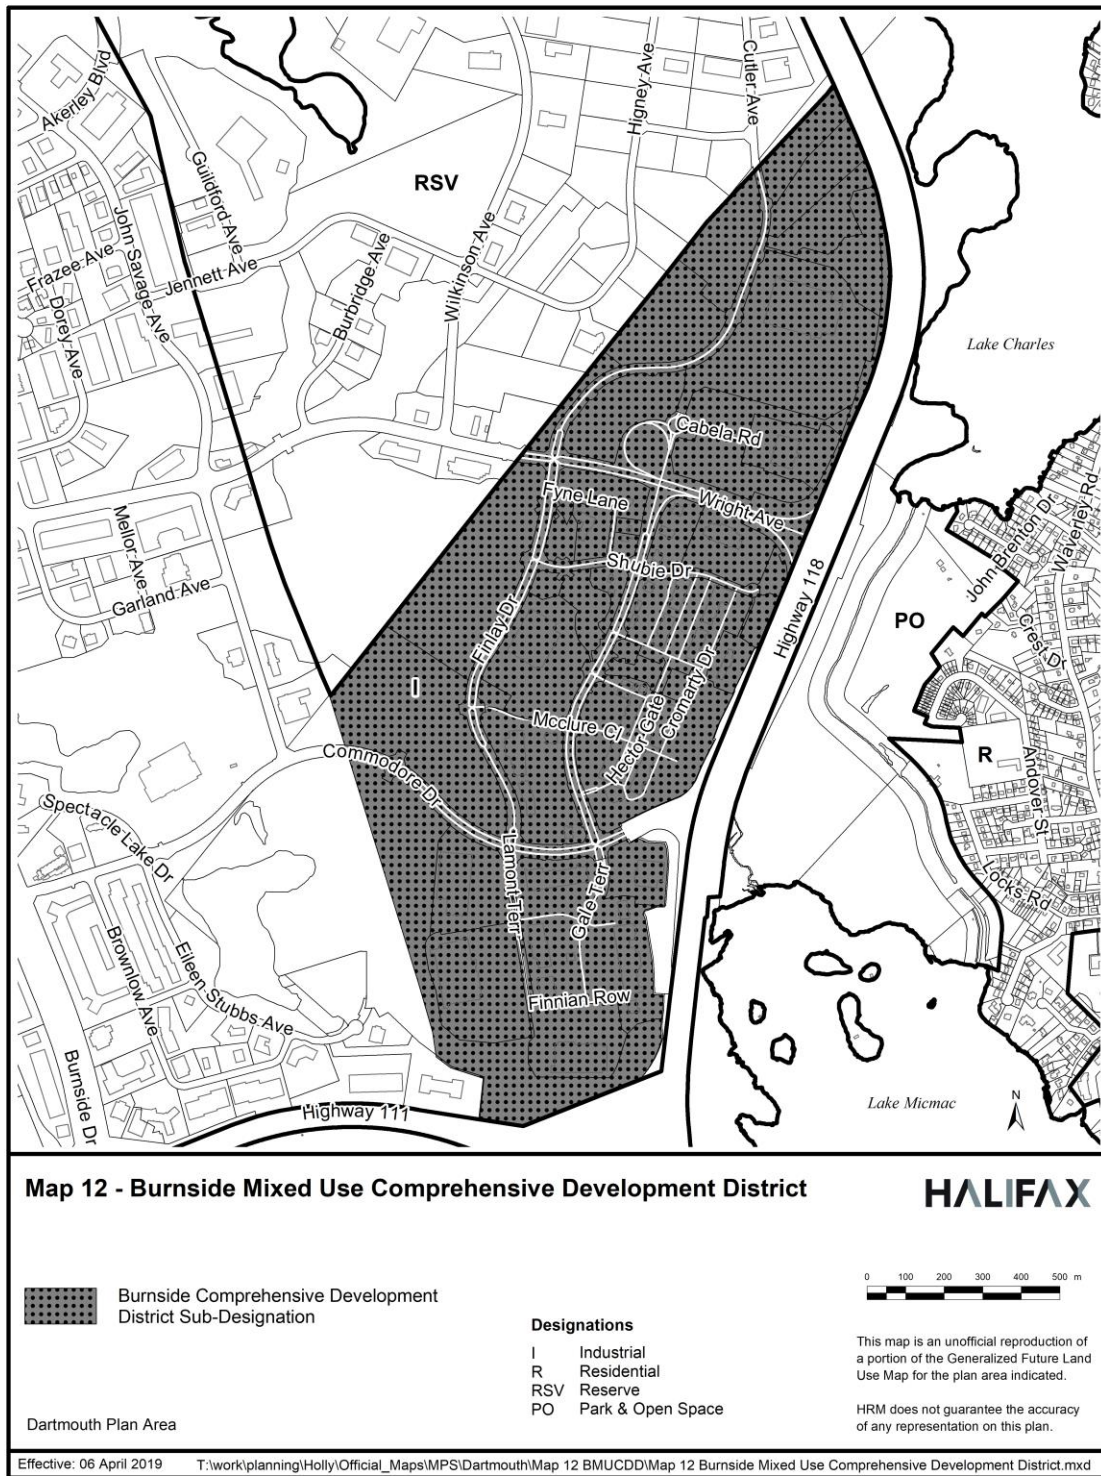 Akerley Blvd
Guildford Ave
John Savage Ave
Frazee Ave
Dorey Ave
Jennett Ave
Burbridge Ave
Wilkinson Ave
RSV
Higney Ave
Cutler Ave
Lake Charles
Mellor Ave
Garland Ave
Cabela Rd
Fyne Lane
Wright Ave
Shubie Dr
Finlay Dr
Highway 118
John Brenton Dr
Waverley Rd
Crest Dr
PO
I
Mcclure Cl
Hector Gate
Cromarty Dr
R
Andover St
Commodore Dr
Spectacle Lake Dr
Lamont Terr
Gale Terr
Locks Rd
Brownlow Ave
Eileen Stubbs Ave
Finnian Row
Burnside Dr
Highway 111
Lake Micmac
N
Map 12 - Burnside Mixed Use Comprehensive Development District
HALIFAX
Burnside Comprehensive Development
District Sub-Designation
0 100 200 300 400 500 m
Designations
I Industrial
R Residential
RSV Reserve
PO Park & Open Space
This map is an unofficial reproduction of
a portion of the Generalized Future Land
Use Map for the plan area indicated.
HRM does not guarantee the accuracy
of any representation on this plan.
Dartmouth Plan Area
Effective: 06 April 2019 T:\work\planning\Holly\Official_Maps\MPS\Dartmouth\Map 12 BMUCDD\Map 12 Burnside Mixed Use Comprehensive Development District.mxd